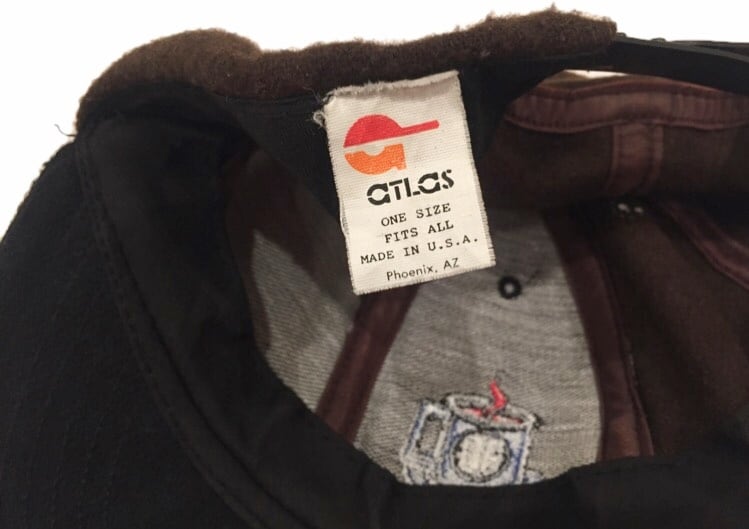 aTLas
ONE SIZE
FITS ALL
MADE IN U.S.A.
Phoenix, AZ